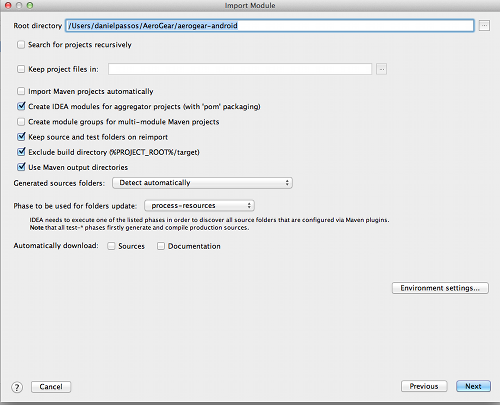 Import Module
Root directory /Users/danielpassos/AeroGear/aerogear-android ...
Search for projects recursively
Keep project files in: ...
Import Maven projects automatically
Create IDEA modules for aggregator projects (with 'pom' packaging)
Create module groups for multi-module Maven projects
Keep source and test folders on reimport
Exclude build directory (%PROJECT_ROOT%/target)
Use Maven output directories
Generated sources folders: Detect automatically
Phase to be used for folders update: process-resources
IDEA needs to execute one of the listed phases in order to discover all source folders that are configured via Maven plugins.
Note that all test-* phases firstly generate and compile production sources.
Automatically download: Sources Documentation
Environment settings...
? Cancel Previous Next